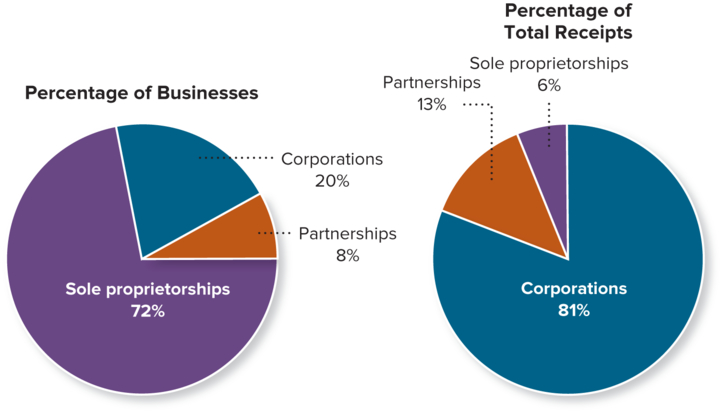 Percentage of Businesses
Corporations
20%
Partnerships
8%
Sole proprietorships
72%
Percentage of
Total Receipts
Sole proprietorships
6%
Partnerships
13%
Corporations
81%